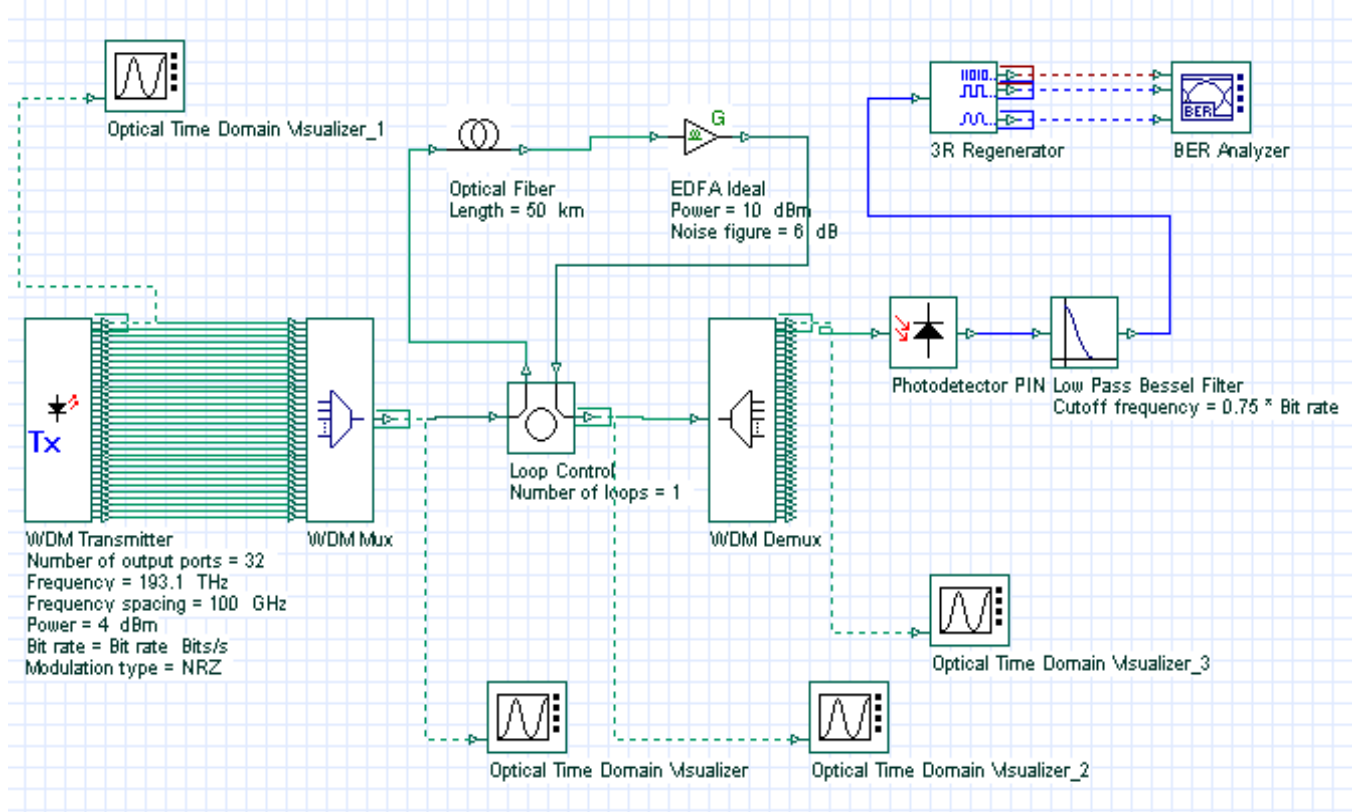 Optical Time Domain Visualizer_1
Optical Fiber
Length = 50 km
G
EDFA Ideal
Power = 10 dBm
Noise figure = 6 dB
11010...
3R Regenerator
BER
BER Analyzer
Tx
WDM Transmitter
Number of output ports = 32
Frequency = 193.1 THz
Frequency spacing = 100 GHz
Power = 4 dBm
Bit rate = Bit rate Bits/s
Modulation type = NRZ
WDM Mux
Loop Control
Number of loops = 1
WDM Demux
Photodetector PIN
Low Pass Bessel Filter
Cutoff frequency = 0.75 * Bit rate
Optical Time Domain Visualizer_3
Optical Time Domain Visualizer
Optical Time Domain Visualizer_2